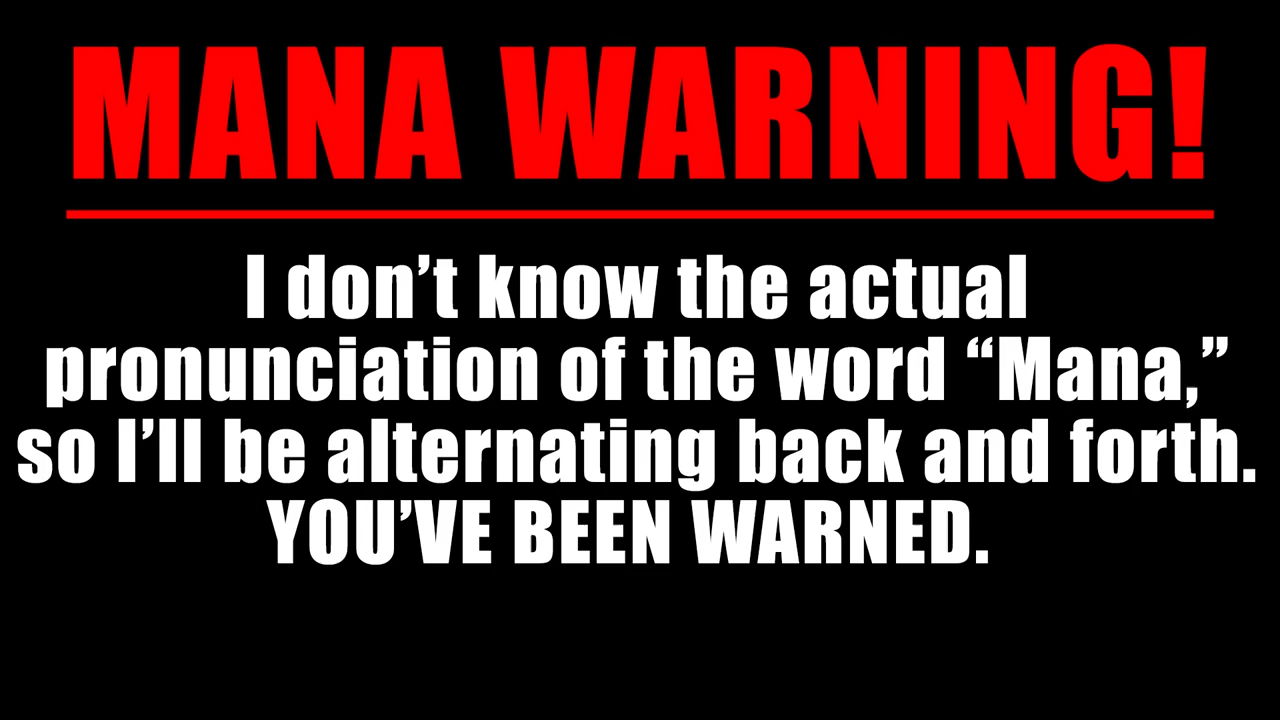 MANA WARNING!
I don’t know the actual
pronunciation of the word “Mana,”
so I’ll be alternating back and forth.
YOU’VE BEEN WARNED.